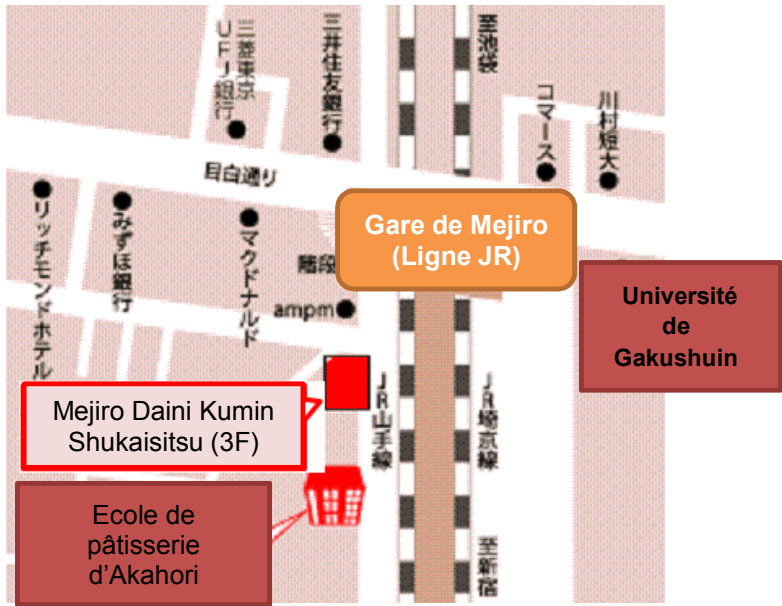 三菱東京
UFJ銀行
三井住友銀行
至池袋
コマース
川村短大
目白通り
リッチモンドホテル
みずほ銀行
マクドナルド
階段
ampm
Gare de Mejiro
(Ligne JR)
Université
de
Gakushuin
Mejiro Daini Kumin
Shukaisitsu (3F)
JR山手線
JR埼京線
Ecole de
pâtisserie
d’Akahori
至新宿